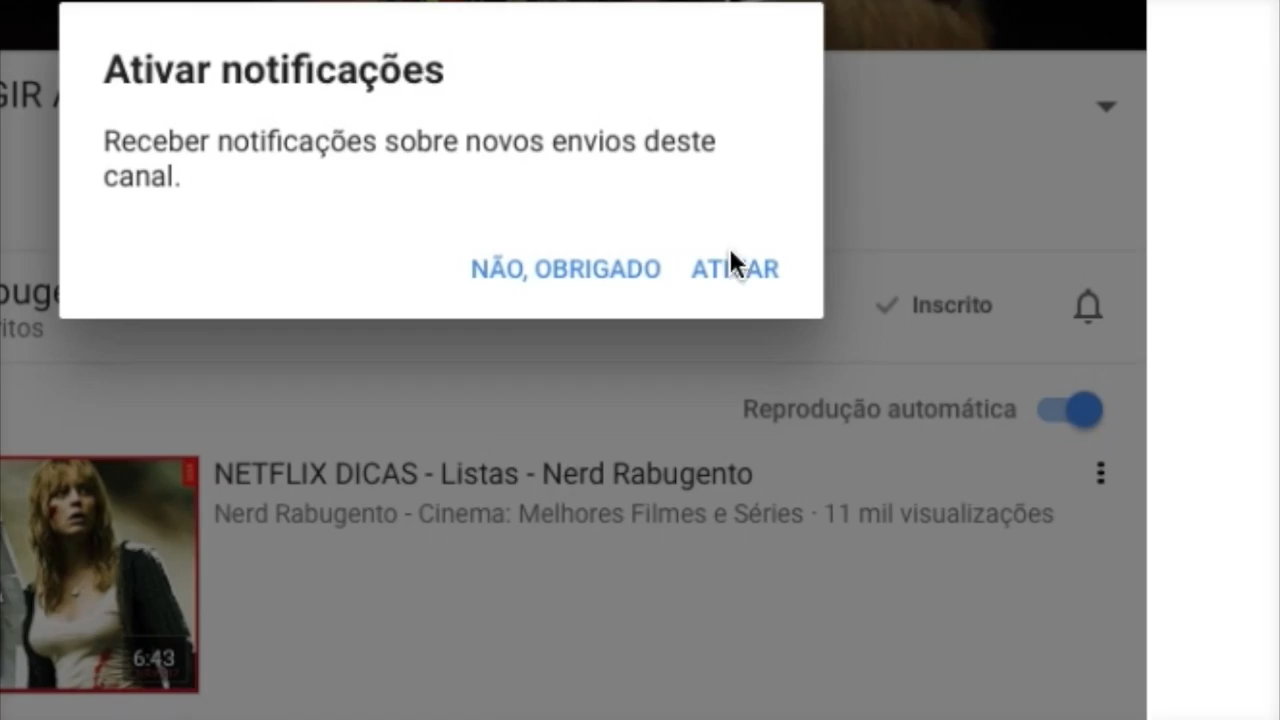 Ativar notificações
Receber notificações sobre novos envios deste
canal.
NÃO, OBRIGADO
Inscrito
Reprodução automática
NETFLIX DICAS - Listas - Nerd Rabugento
Nerd Rabugento - Cinema: Melhores Filmes e Séries · 11 mil visualizações
6:43